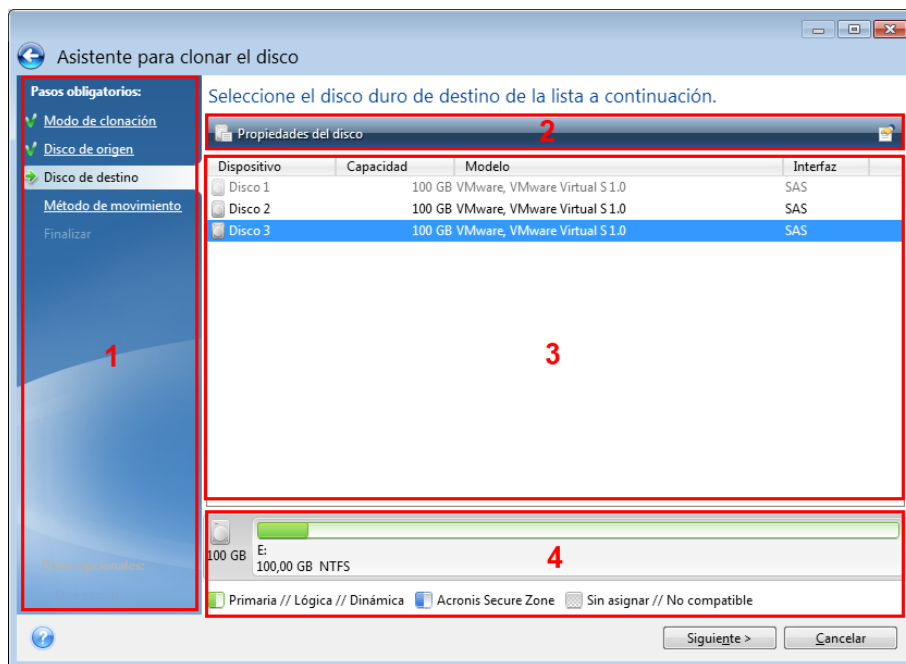 Asistente para clonar el disco
Pasos obligatorios:
Modo de clonación
Disco de origen
Disco de destino
Método de movimiento
Finalizar
1
Seleccione el disco duro de destino de la lista a continuación.
Propiedades del disco
2
Dispositivo Capacidad Modelo Interfaz
Disco 1 100 GB VMware, VMware Virtual S 1.0 SAS
Disco 2 100 GB VMware, VMware Virtual S 1.0 SAS
Disco 3 100 GB VMware, VMware Virtual S 1.0 SAS
3
100 GB
E:
100,00 GB NTFS
4
Primaria // Lógica // Dinámica Acronis Secure Zone Sin asignar // No compatible
Siguiente > Cancelar